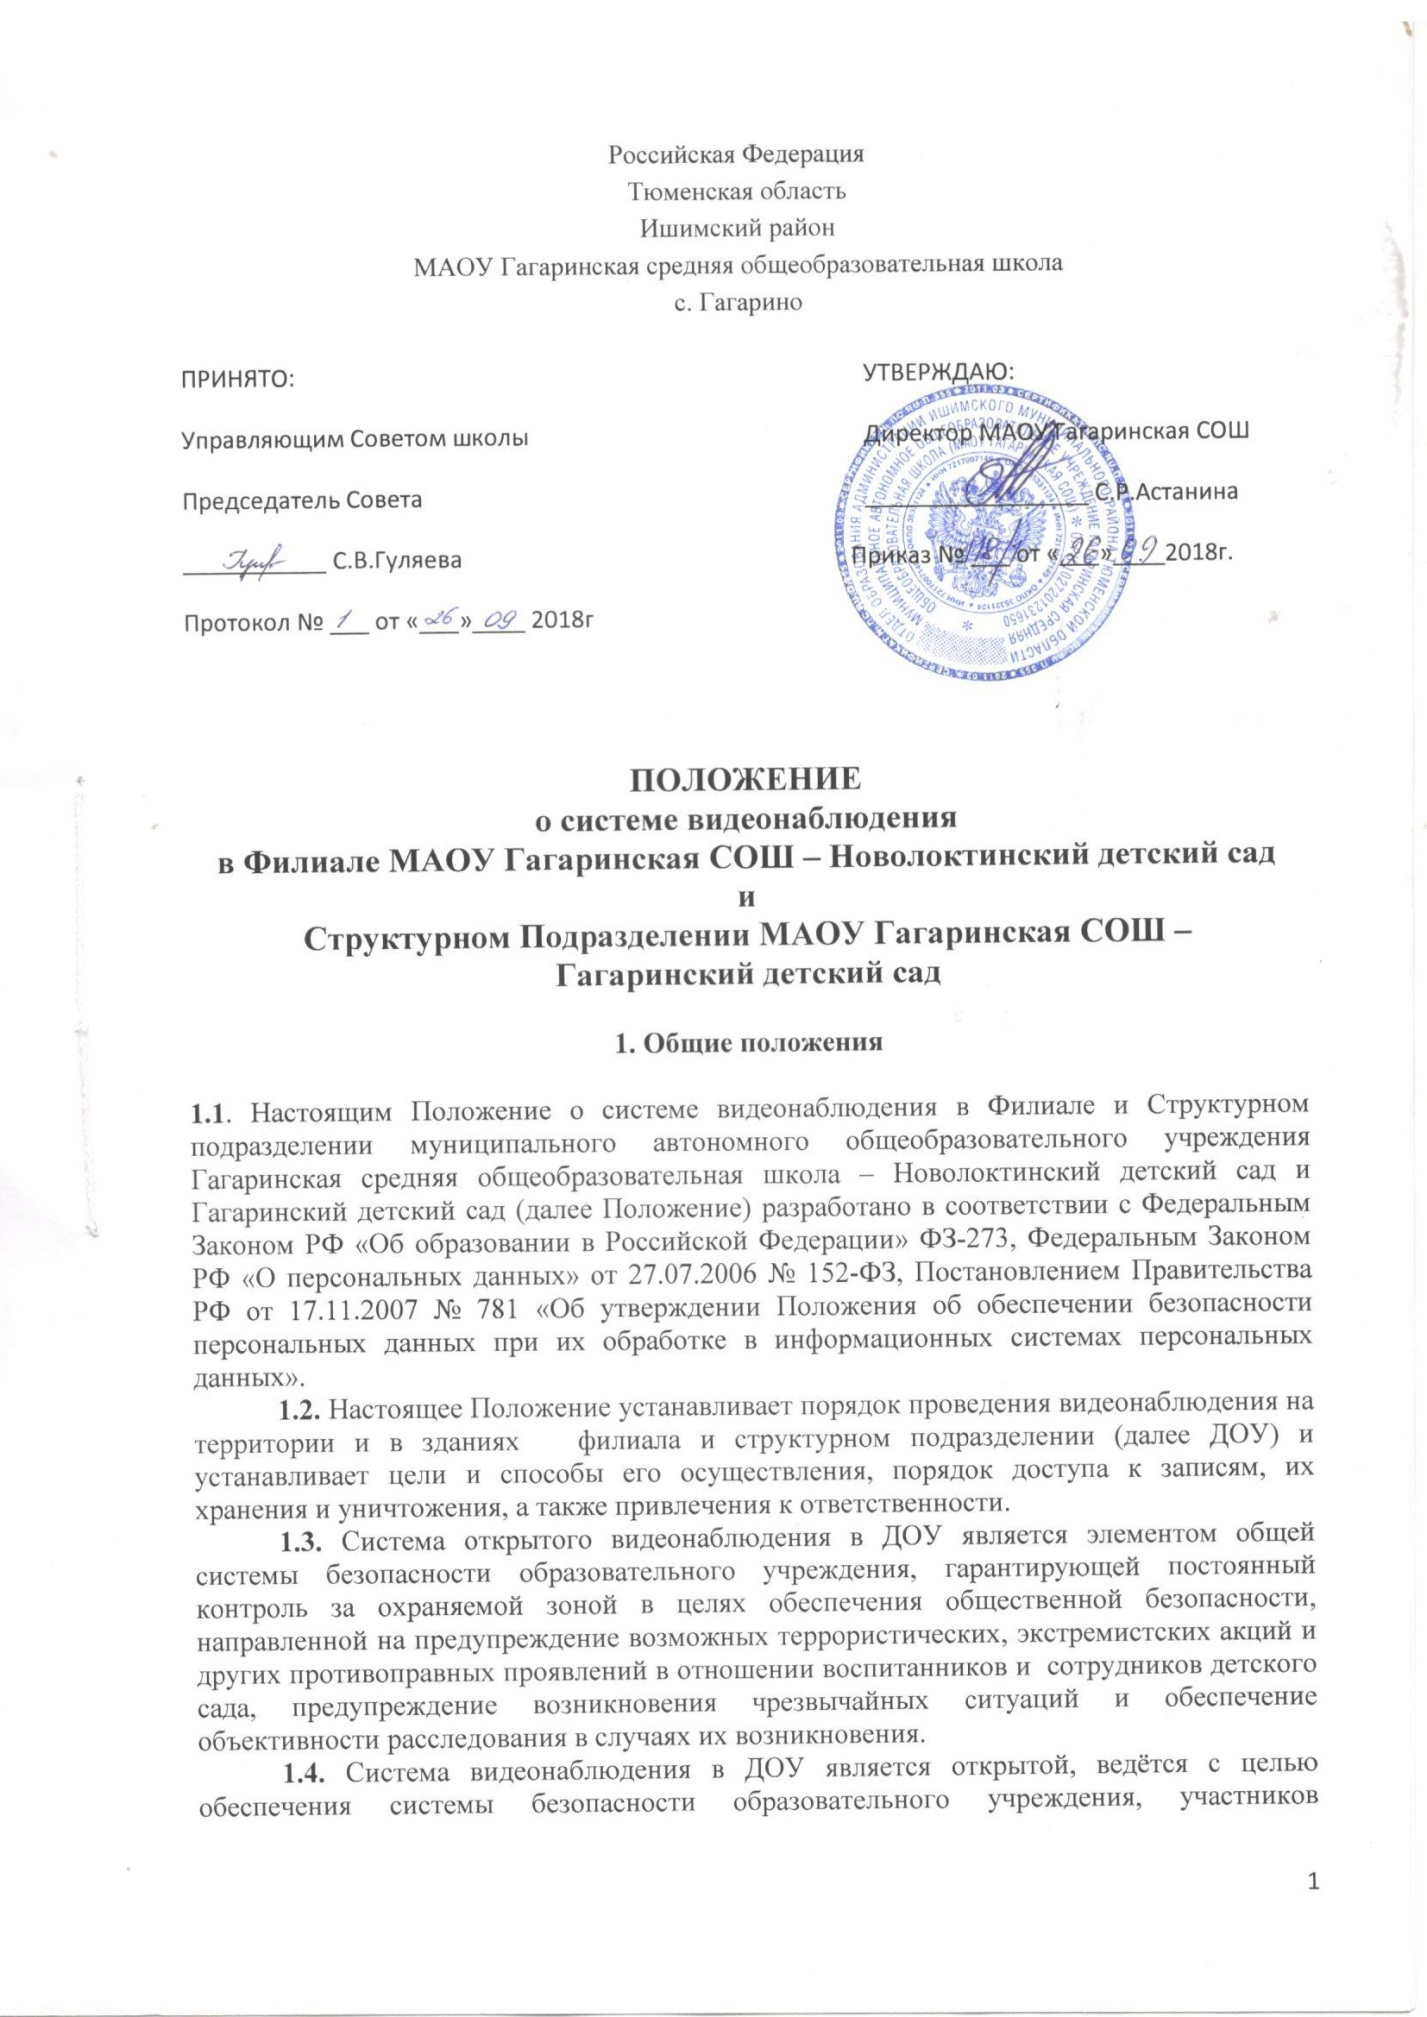 Российская Федерация
Тюменская область
Ишимский район
МАОУ Гагаринская средняя общеобразовательная школа
с. Гагарино
ПРИНЯТО:
Управляющим Советом школы
Председатель Совета
С.В.Гуляева
Протокол № 1 от «26» 09 2018г
УТВЕРЖДАЮ:
Директор МАОУ Гагаринская СОШ
С.Р.Астанина
Приказ № от «26» 09 2018г.
ПОЛОЖЕНИЕ
о системе видеонаблюдения
в Филиале МАОУ Гагаринская СОШ – Новолоктинский детский сад
и
Структурном Подразделении МАОУ Гагаринская СОШ –
Гагаринский детский сад
1. Общие положения
1.1. Настоящим Положение о системе видеонаблюдения в Филиале и Структурном
подразделении муниципального автономного общеобразовательного учреждения
Гагаринская средняя общеобразовательная школа – Новолоктинский детский сад и
Гагаринский детский сад (далее Положение) разработано в соответствии с Федеральным
Законом РФ «Об образовании в Российской Федерации» ФЗ-273, Федеральным Законом
РФ «О персональных данных» от 27.07.2006 № 152-ФЗ, Постановлением Правительства
РФ от 17.11.2007 № 781 «Об утверждении Положения об обеспечении безопасности
персональных данных при их обработке в информационных системах персональных
данных».
1.2. Настоящее Положение устанавливает порядок проведения видеонаблюдения на
территории и в зданиях филиала и структурном подразделении (далее ДОУ) и
устанавливает цели и способы его осуществления, порядок доступа к записям, их
хранения и уничтожения, а также привлечения к ответственности.
1.3. Система открытого видеонаблюдения в ДОУ является элементом общей
системы безопасности образовательного учреждения, гарантирующей постоянный
контроль за охраняемой зоной в целях обеспечения общественной безопасности,
направленной на предупреждение возможных террористических, экстремистских акций и
других противоправных проявлений в отношении воспитанников и сотрудников детского
сада, предупреждение возникновения чрезвычайных ситуаций и обеспечение
объективности расследования в случаях их возникновения.
1.4. Система видеонаблюдения в ДОУ является открытой, ведётся с целью
обеспечения системы безопасности образовательного учреждения, участников
1